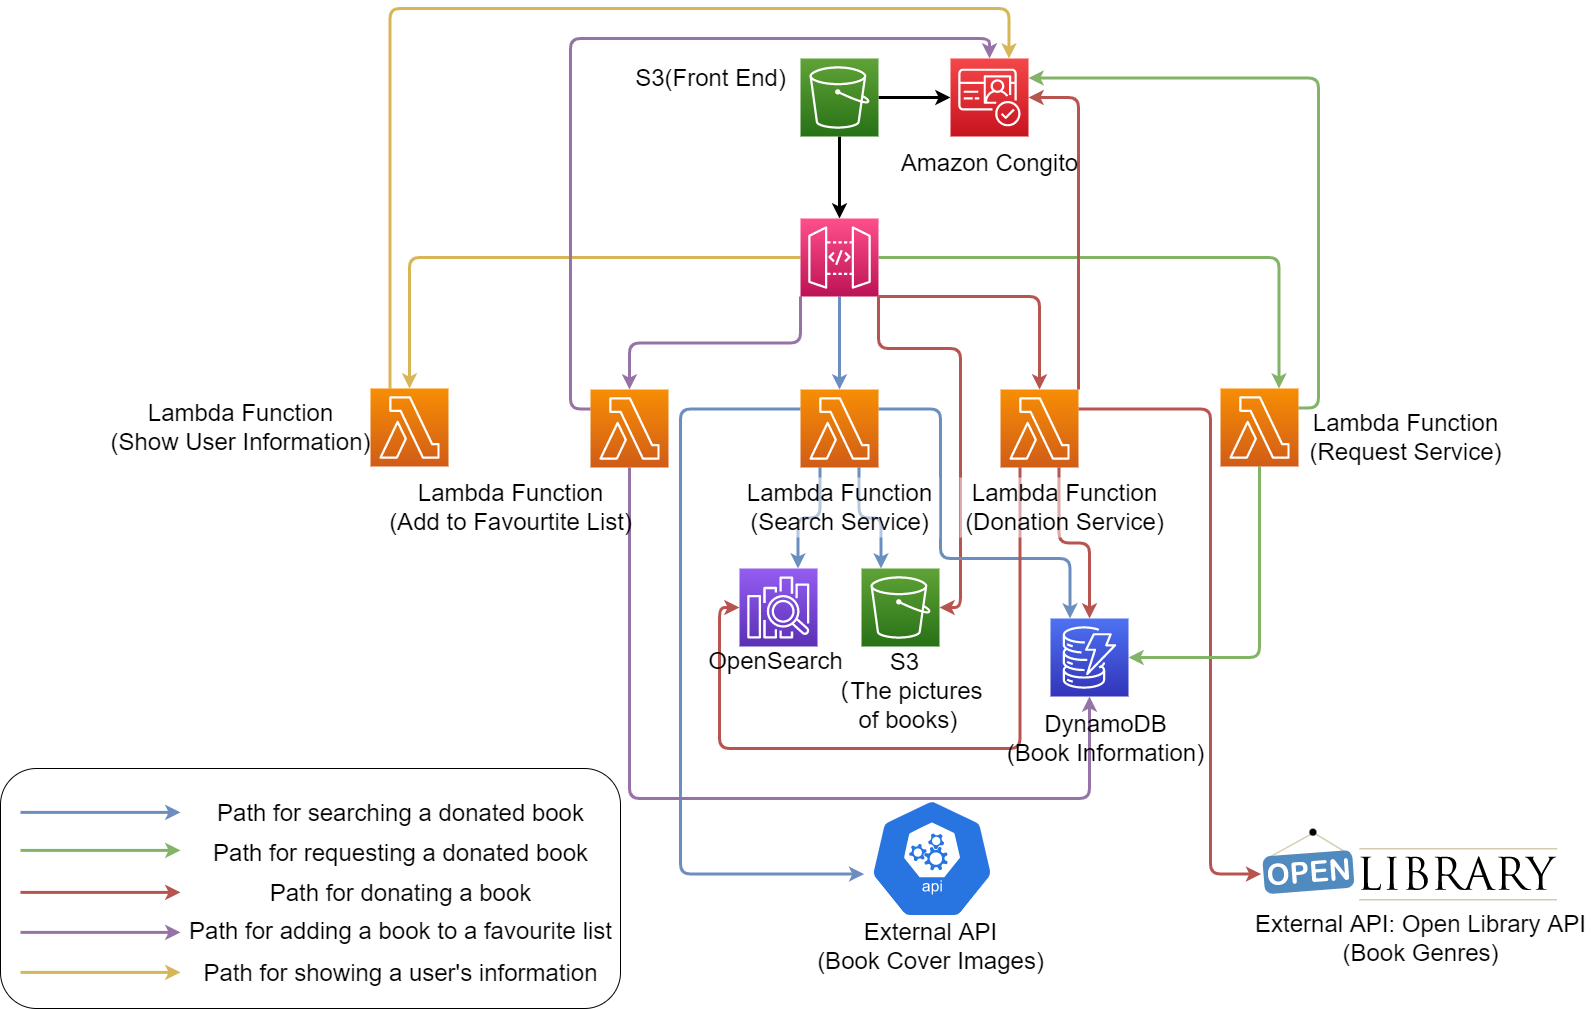 S3(Front End)
Amazon Congito
</>
Lambda Function
(Show User Information)
Lambda Function
(Request Service)
Lambda Function
(Add to Favourtite List)
Lambda Function
(Search Service)
Lambda Function
(Donation Service)
OpenSearch
S3
(The pictures
of books)
DynamoDB
(Book Information)
Path for searching a donated book
Path for requesting a donated book
Path for donating a book
Path for adding a book to a favourite list
Path for showing a user's information
api
External API
(Book Cover Images)
OPEN LIBRARY
External API: Open Library API
(Book Genres)